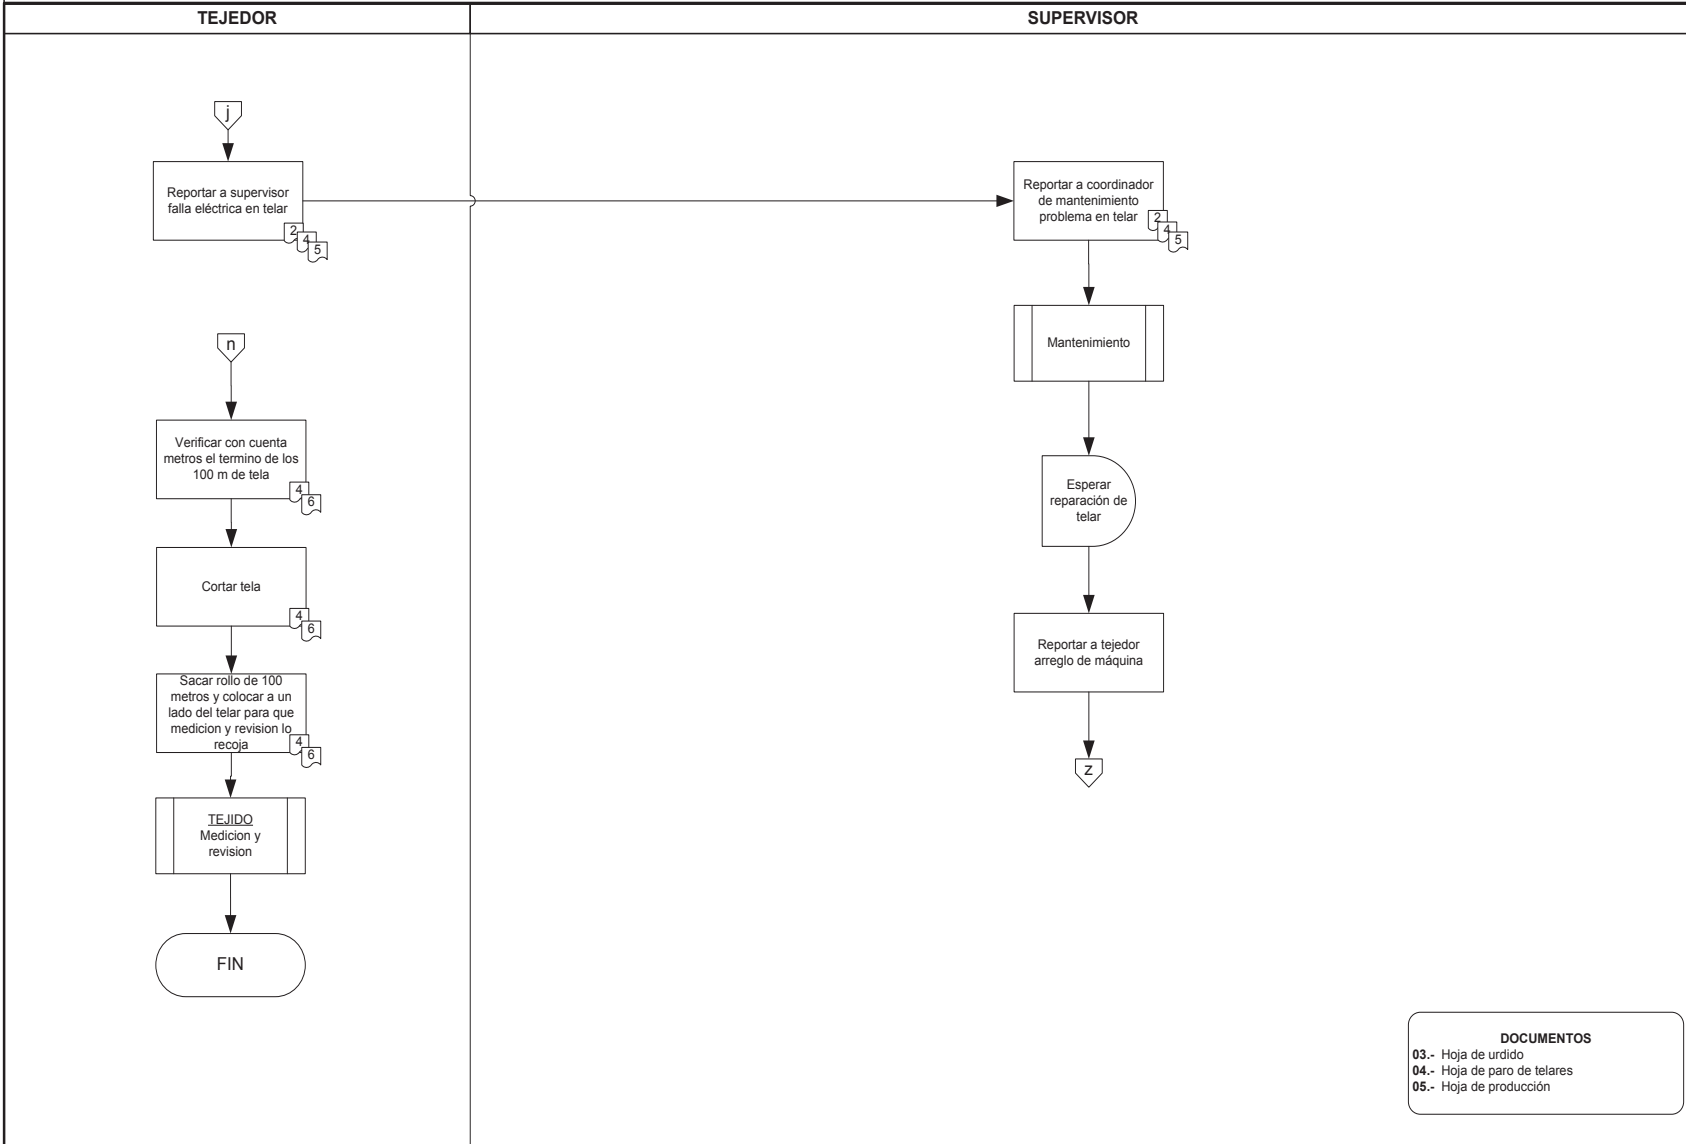 TEJEDOR
SUPERVISOR
j
Reportar a supervisor
falla eléctrica en telar
2
4
5
Reportar a coordinador
de mantenimiento
problema en telar
2
4
5
Mantenimiento
Esperar
reparación de
telar
Reportar a tejedor
arreglo de máquina
z
n
Verificar con cuenta
metros el termino de los
100 m de tela
4
6
Cortar tela
4
6
Sacar rollo de 100
metros y colocar a un
lado del telar para que
medicion y revision lo
recoja
4
6
TEJIDO
Medicion y
revision
FIN
DOCUMENTOS
03.- Hoja de urdido
04.- Hoja de paro de telares
05.- Hoja de producción